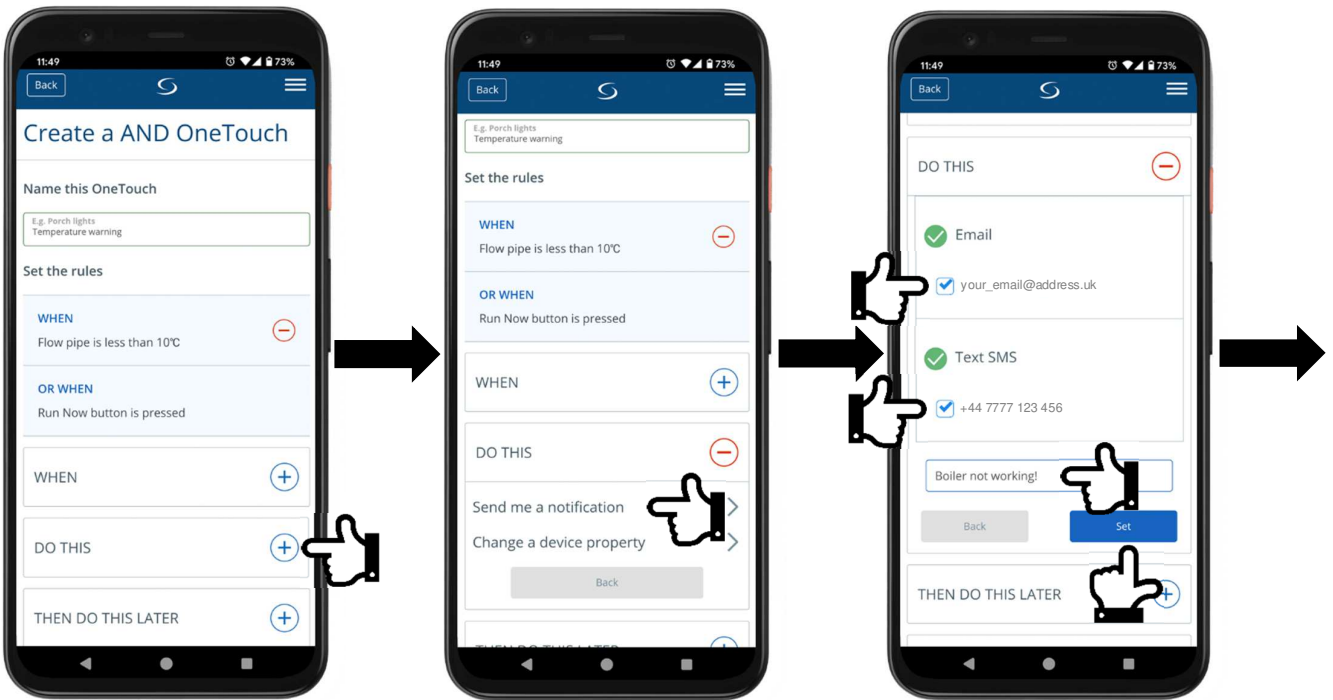 11:49
73%
Back
Create a AND OneTouch
Name this OneTouch
E.g. Porch lights
Temperature warning
Set the rules
WHEN
Flow pipe is less than 10°C
OR WHEN
Run Now button is pressed
WHEN
DO THIS
THEN DO THIS LATER
11:49
73%
Back
E.g. Porch lights
Temperature warning
Set the rules
WHEN
Flow pipe is less than 10°C
OR WHEN
Run Now button is pressed
WHEN
DO THIS
Send me a notification
Change a device property
Back
THEN DO THIS LATER
11:49
73%
Back
DO THIS
Email
your_email@address.uk
Text SMS
+44 7777 123 456
Boiler not working!
Back Set
THEN DO THIS LATER